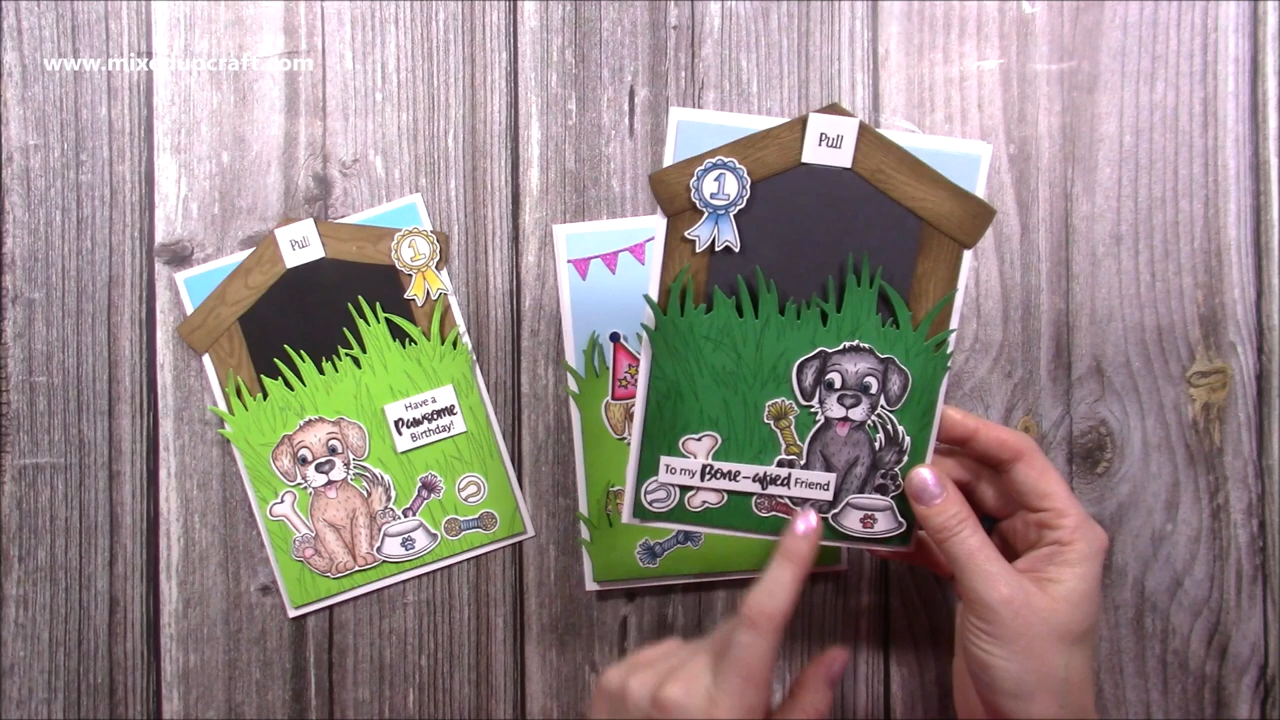 www.mixedupcraft.com
Pull
1
Have a
Pawsome
Birthday!
Pull
1
To my Bone-afied Friend